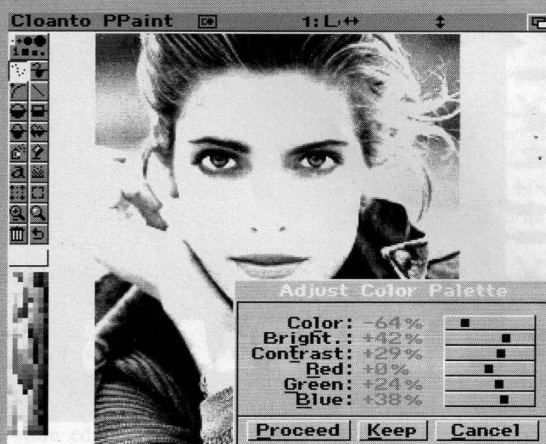 Cloanto PPaint 1:L
Adjust Color Palette
Color: -64%
Bright.: +42%
Contrast: +29%
Red: +0%
Green: +24%
Blue: +38%
Proceed Keep Cancel